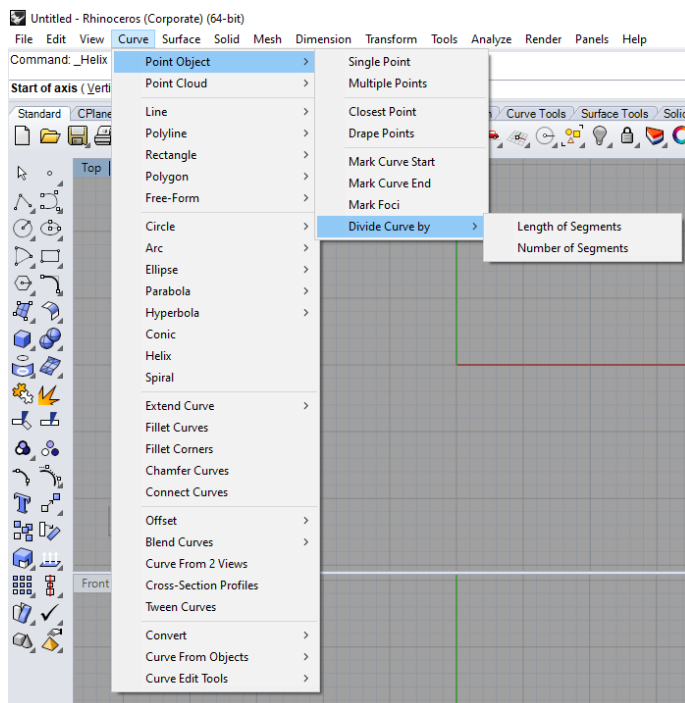 Untitled - Rhinoceros (Corporate) (64-bit)
File Edit View Curve Surface Solid Mesh Dimension Transform Tools Analyze Render Panels Help
Command: _Helix
Start of axis ( Verti
Standard CPlane Curve Tools Surface Tools Solid
Top
Point Object
Point Cloud
Line
Polyline
Rectangle
Polygon
Free-Form
Circle
Arc
Ellipse
Parabola
Hyperbola
Conic
Helix
Spiral
Extend Curve
Fillet Curves
Fillet Corners
Chamfer Curves
Connect Curves
Offset
Blend Curves
Curve From 2 Views
Cross-Section Profiles
Tween Curves
Convert
Curve From Objects
Curve Edit Tools
Single Point
Multiple Points
Closest Point
Drape Points
Mark Curve Start
Mark Curve End
Mark Foci
Divide Curve by
Length of Segments
Number of Segments
Front